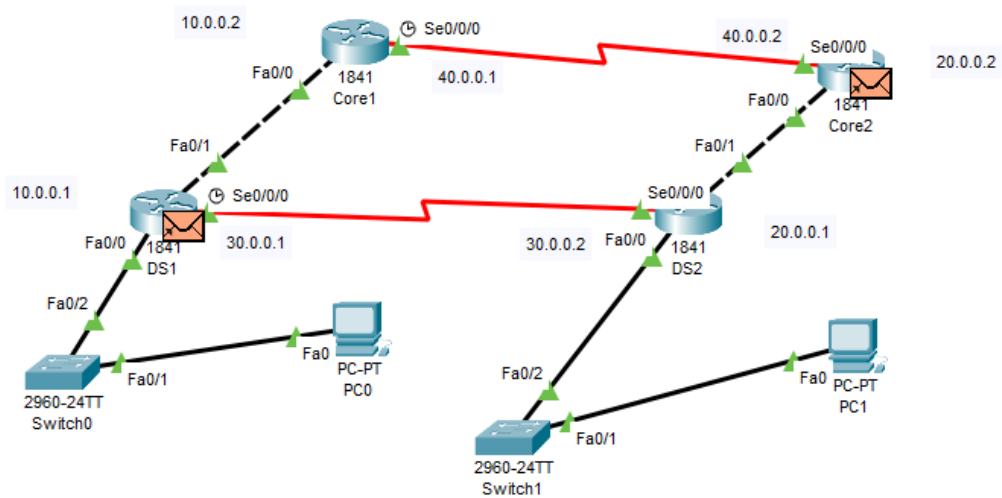 10.0.0.2
Se0/0/0
40.0.0.2
Se0/0/0
20.0.0.2
Fa0/0
1841
Core1
40.0.0.1
Fa0/0
1841
Core2
Fa0/1
Fa0/1
10.0.0.1
Se0/0/0
Se0/0/0
Fa0/0
1841
DS1
30.0.0.1
30.0.0.2
Fa0/0
1841
DS2
20.0.0.1
Fa0/2
Fa0/1
Fa0
PC-PT
PC0
2960-24TT
Switch0
Fa0/2
Fa0/1
Fa0
PC-PT
PC1
2960-24TT
Switch1